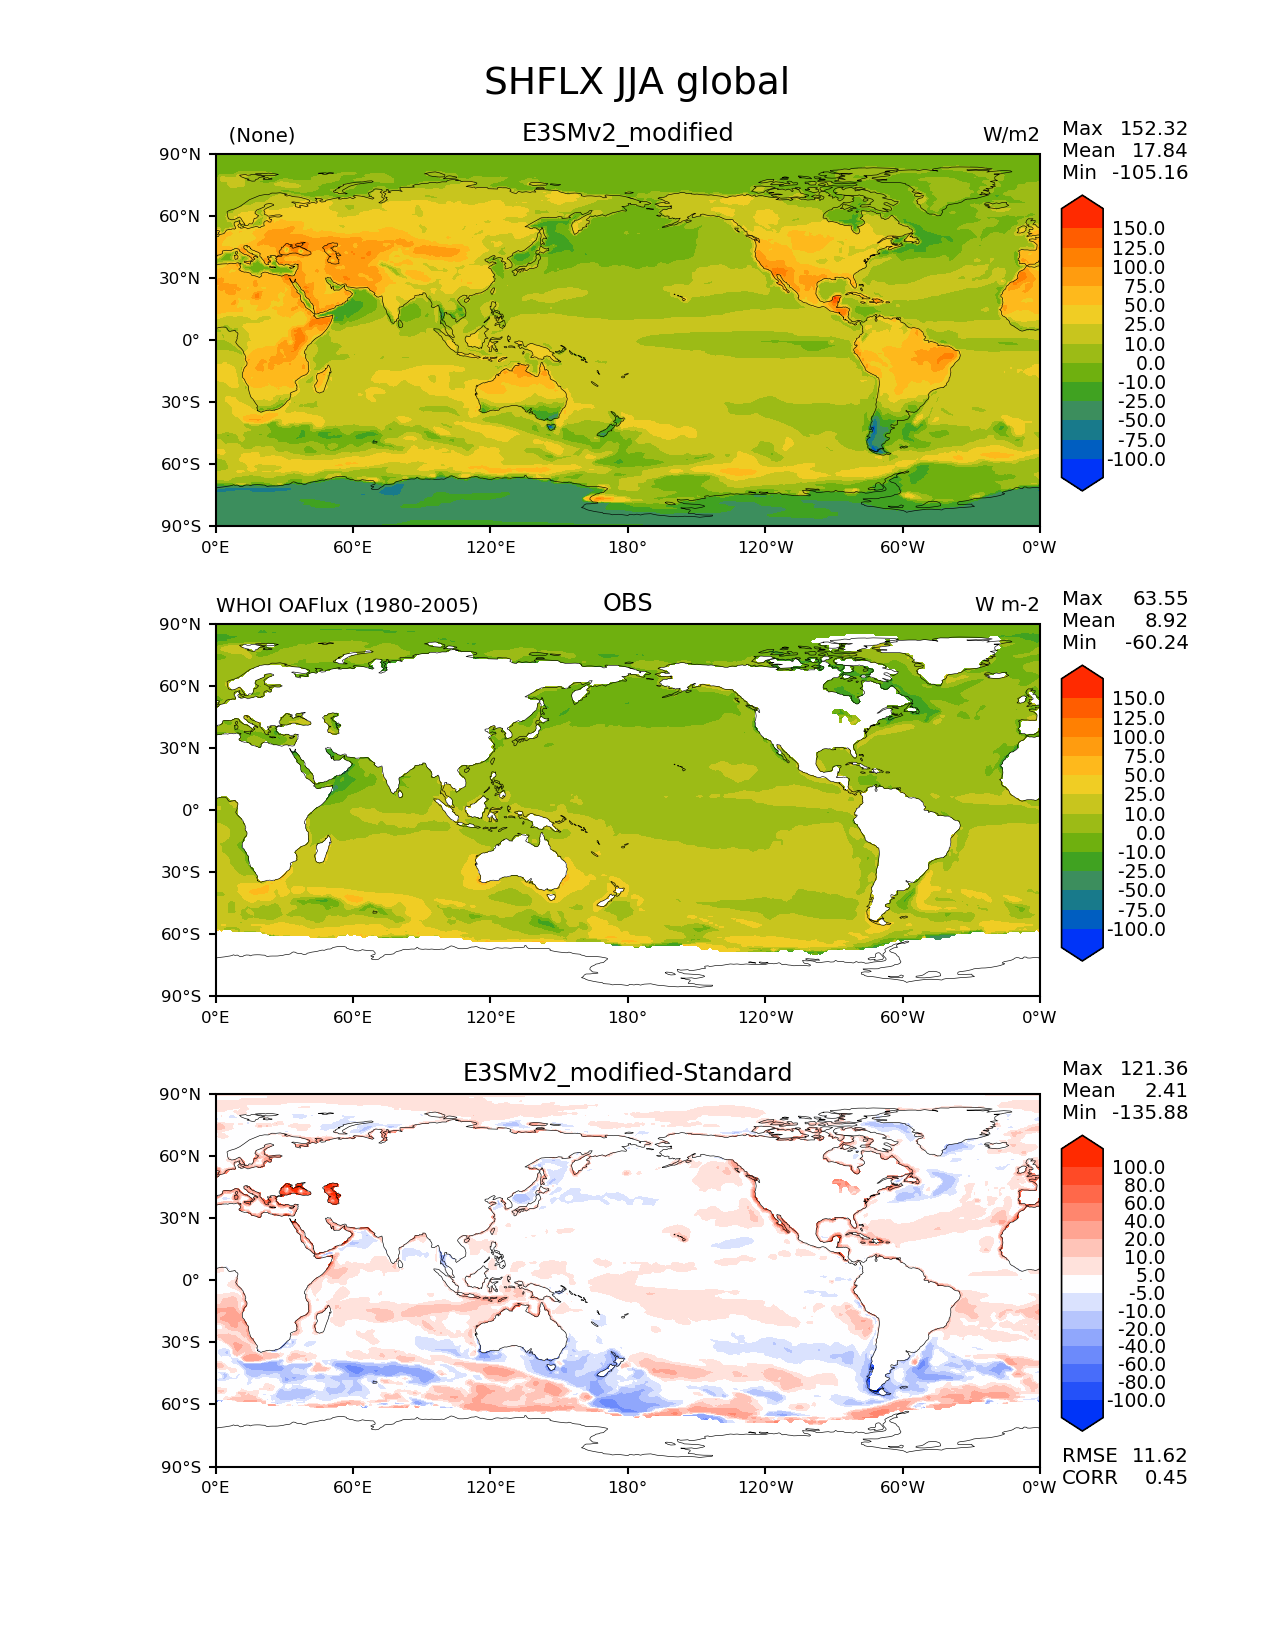 SHFLX JJA global
(None) E3SMv2_modified W/m2
Max 152.32
Mean 17.84
Min -105.16
90°N
60°N
30°N
0°
30°S
60°S
90°S
0°E 60°E 120°E 180° 120°W 60°W 0°W
150.0
125.0
100.0
75.0
50.0
25.0
10.0
0.0
-10.0
-25.0
-50.0
-75.0
-100.0
WHOI OAFlux (1980-2005) OBS W m-2
Max 63.55
Mean 8.92
Min -60.24
90°N
60°N
30°N
0°
30°S
60°S
90°S
0°E 60°E 120°E 180° 120°W 60°W 0°W
150.0
125.0
100.0
75.0
50.0
25.0
10.0
0.0
-10.0
-25.0
-50.0
-75.0
-100.0
E3SMv2_modified-Standard
Max 121.36
Mean 2.41
Min -135.88
90°N
60°N
30°N
0°
30°S
60°S
90°S
0°E 60°E 120°E 180° 120°W 60°W 0°W
100.0
80.0
60.0
40.0
20.0
10.0
5.0
-5.0
-10.0
-20.0
-40.0
-60.0
-80.0
-100.0
RMSE 11.62
CORR 0.45